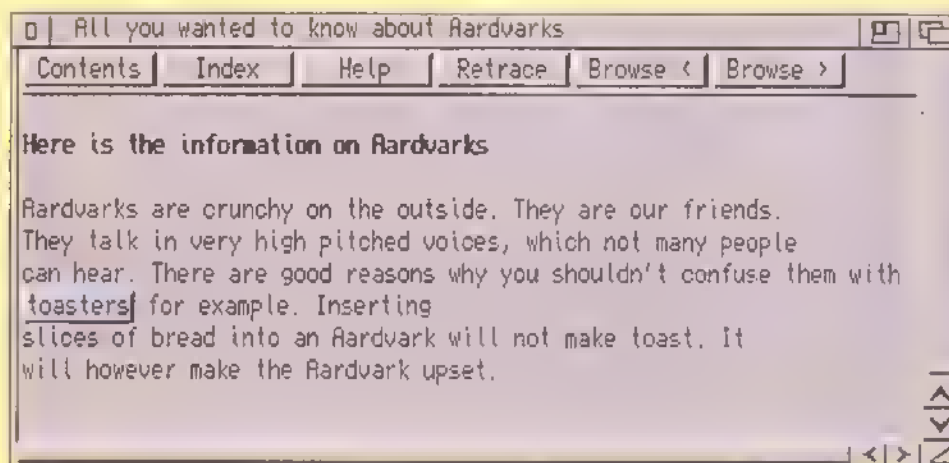 All you wanted to know about Aardvarks
Contents Index Help Retrace Browse < Browse >
Here is the information on Aardvarks
Aardvarks are crunchy on the outside. They are our friends.
They talk in very high pitched voices, which not many people
can hear. There are good reasons why you shouldn't confuse them with
toasters for example. Inserting
slices of bread into an Aardvark will not make toast. It
will however make the Aardvark upset.